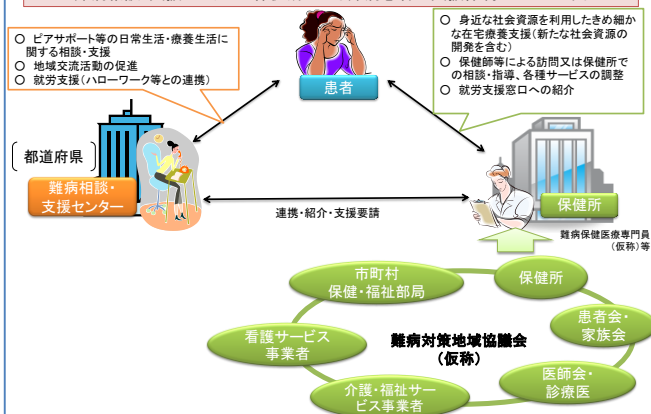 ○ ピアサポート等の日常生活・療養生活に
関する相談・支援
○ 地域交流活動の促進
○ 就労支援(ハローワーク等との連携)
○ 身近な社会資源を利用したきめ細か
な在宅療養支援(新たな社会資源の
開発を含む)
○ 保健師等による訪問又は保健所で
の相談・指導、各種サービスの調整
○ 就労支援窓口への紹介
患者
都道府県
難病相談・
支援センター
連携・紹介・支援要請
保健所
難病保健医療専門員
(仮称)等
市町村
保健・福祉部局
保健所
患者会・
家族会
看護サービス
事業者
難病対策地域協議会
(仮称)
医師会・
診療医
介護・福祉サー
ビス事業者